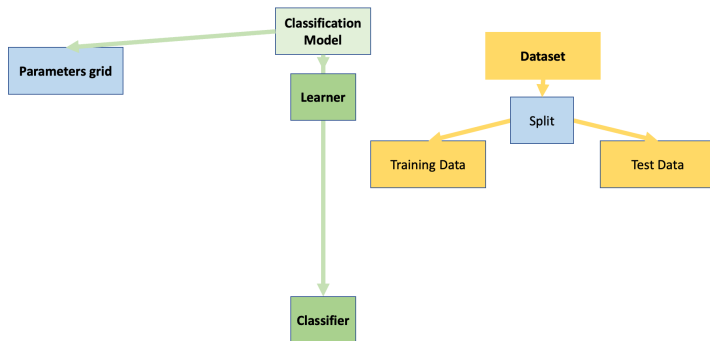 Classification
Model
Parameters grid
Learner
Dataset
Split
Training Data
Test Data
Classifier